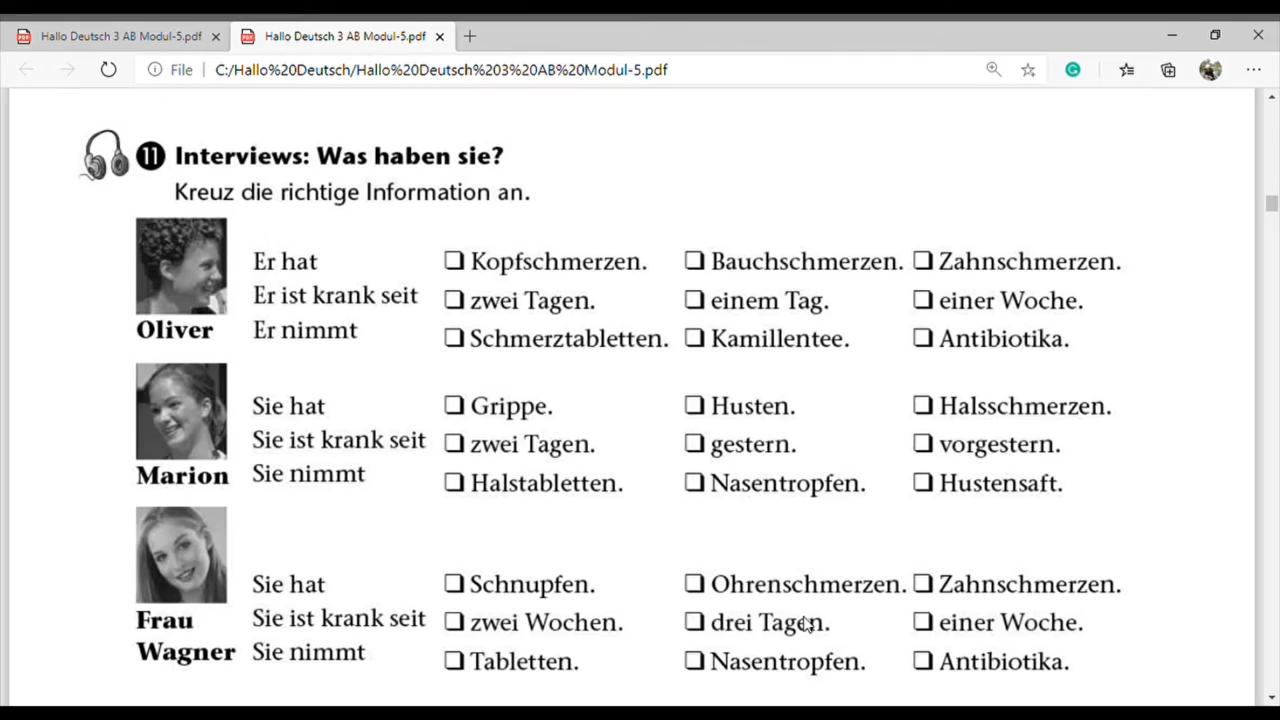 Hallo Deutsch 3 AB Modul-5.pdf
Hallo Deutsch 3 AB Modul-5.pdf
File C:/Hallo%20Deutsch/Hallo%20Deutsch%203%20AB%20Modul-5.pdf
11 Interviews: Was haben sie?
Kreuz die richtige Information an.
Er hat Kopfschmerzen. Bauchschmerzen. Zahnschmerzen.
Er ist krank seit zwei Tagen. einem Tag. einer Woche.
Oliver Er nimmt Schmerztabletten. Kamillentee. Antibiotika.
Sie hat Grippe. Husten. Halsschmerzen.
Sie ist krank seit zwei Tagen. gestern. vorgestern.
Marion Sie nimmt Halstabletten. Nasentropfen. Hustensaft.
Sie hat Schnupfen. Ohrenschmerzen. Zahnschmerzen.
Frau Sie ist krank seit zwei Wochen. drei Tagen. einer Woche.
Wagner Sie nimmt Tabletten. Nasentropfen. Antibiotika.